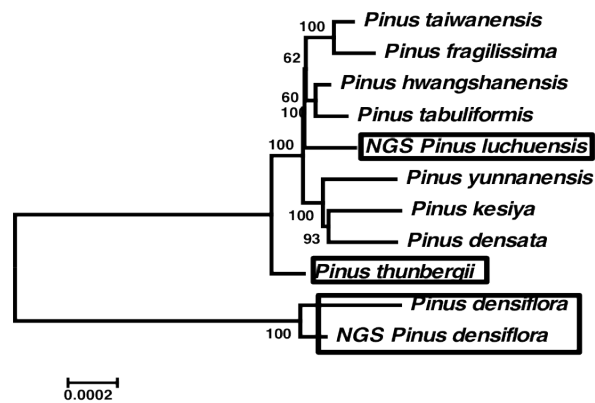 Pinus taiwanensis
100
Pinus fragilissima
62
Pinus hwangshanensis
60
100
Pinus tabuliformis
100
NGS Pinus luchuensis
Pinus yunnanensis
100
Pinus kesiya
93
Pinus densata
Pinus thunbergii
Pinus densiflora
100
NGS Pinus densiflora
0.0002